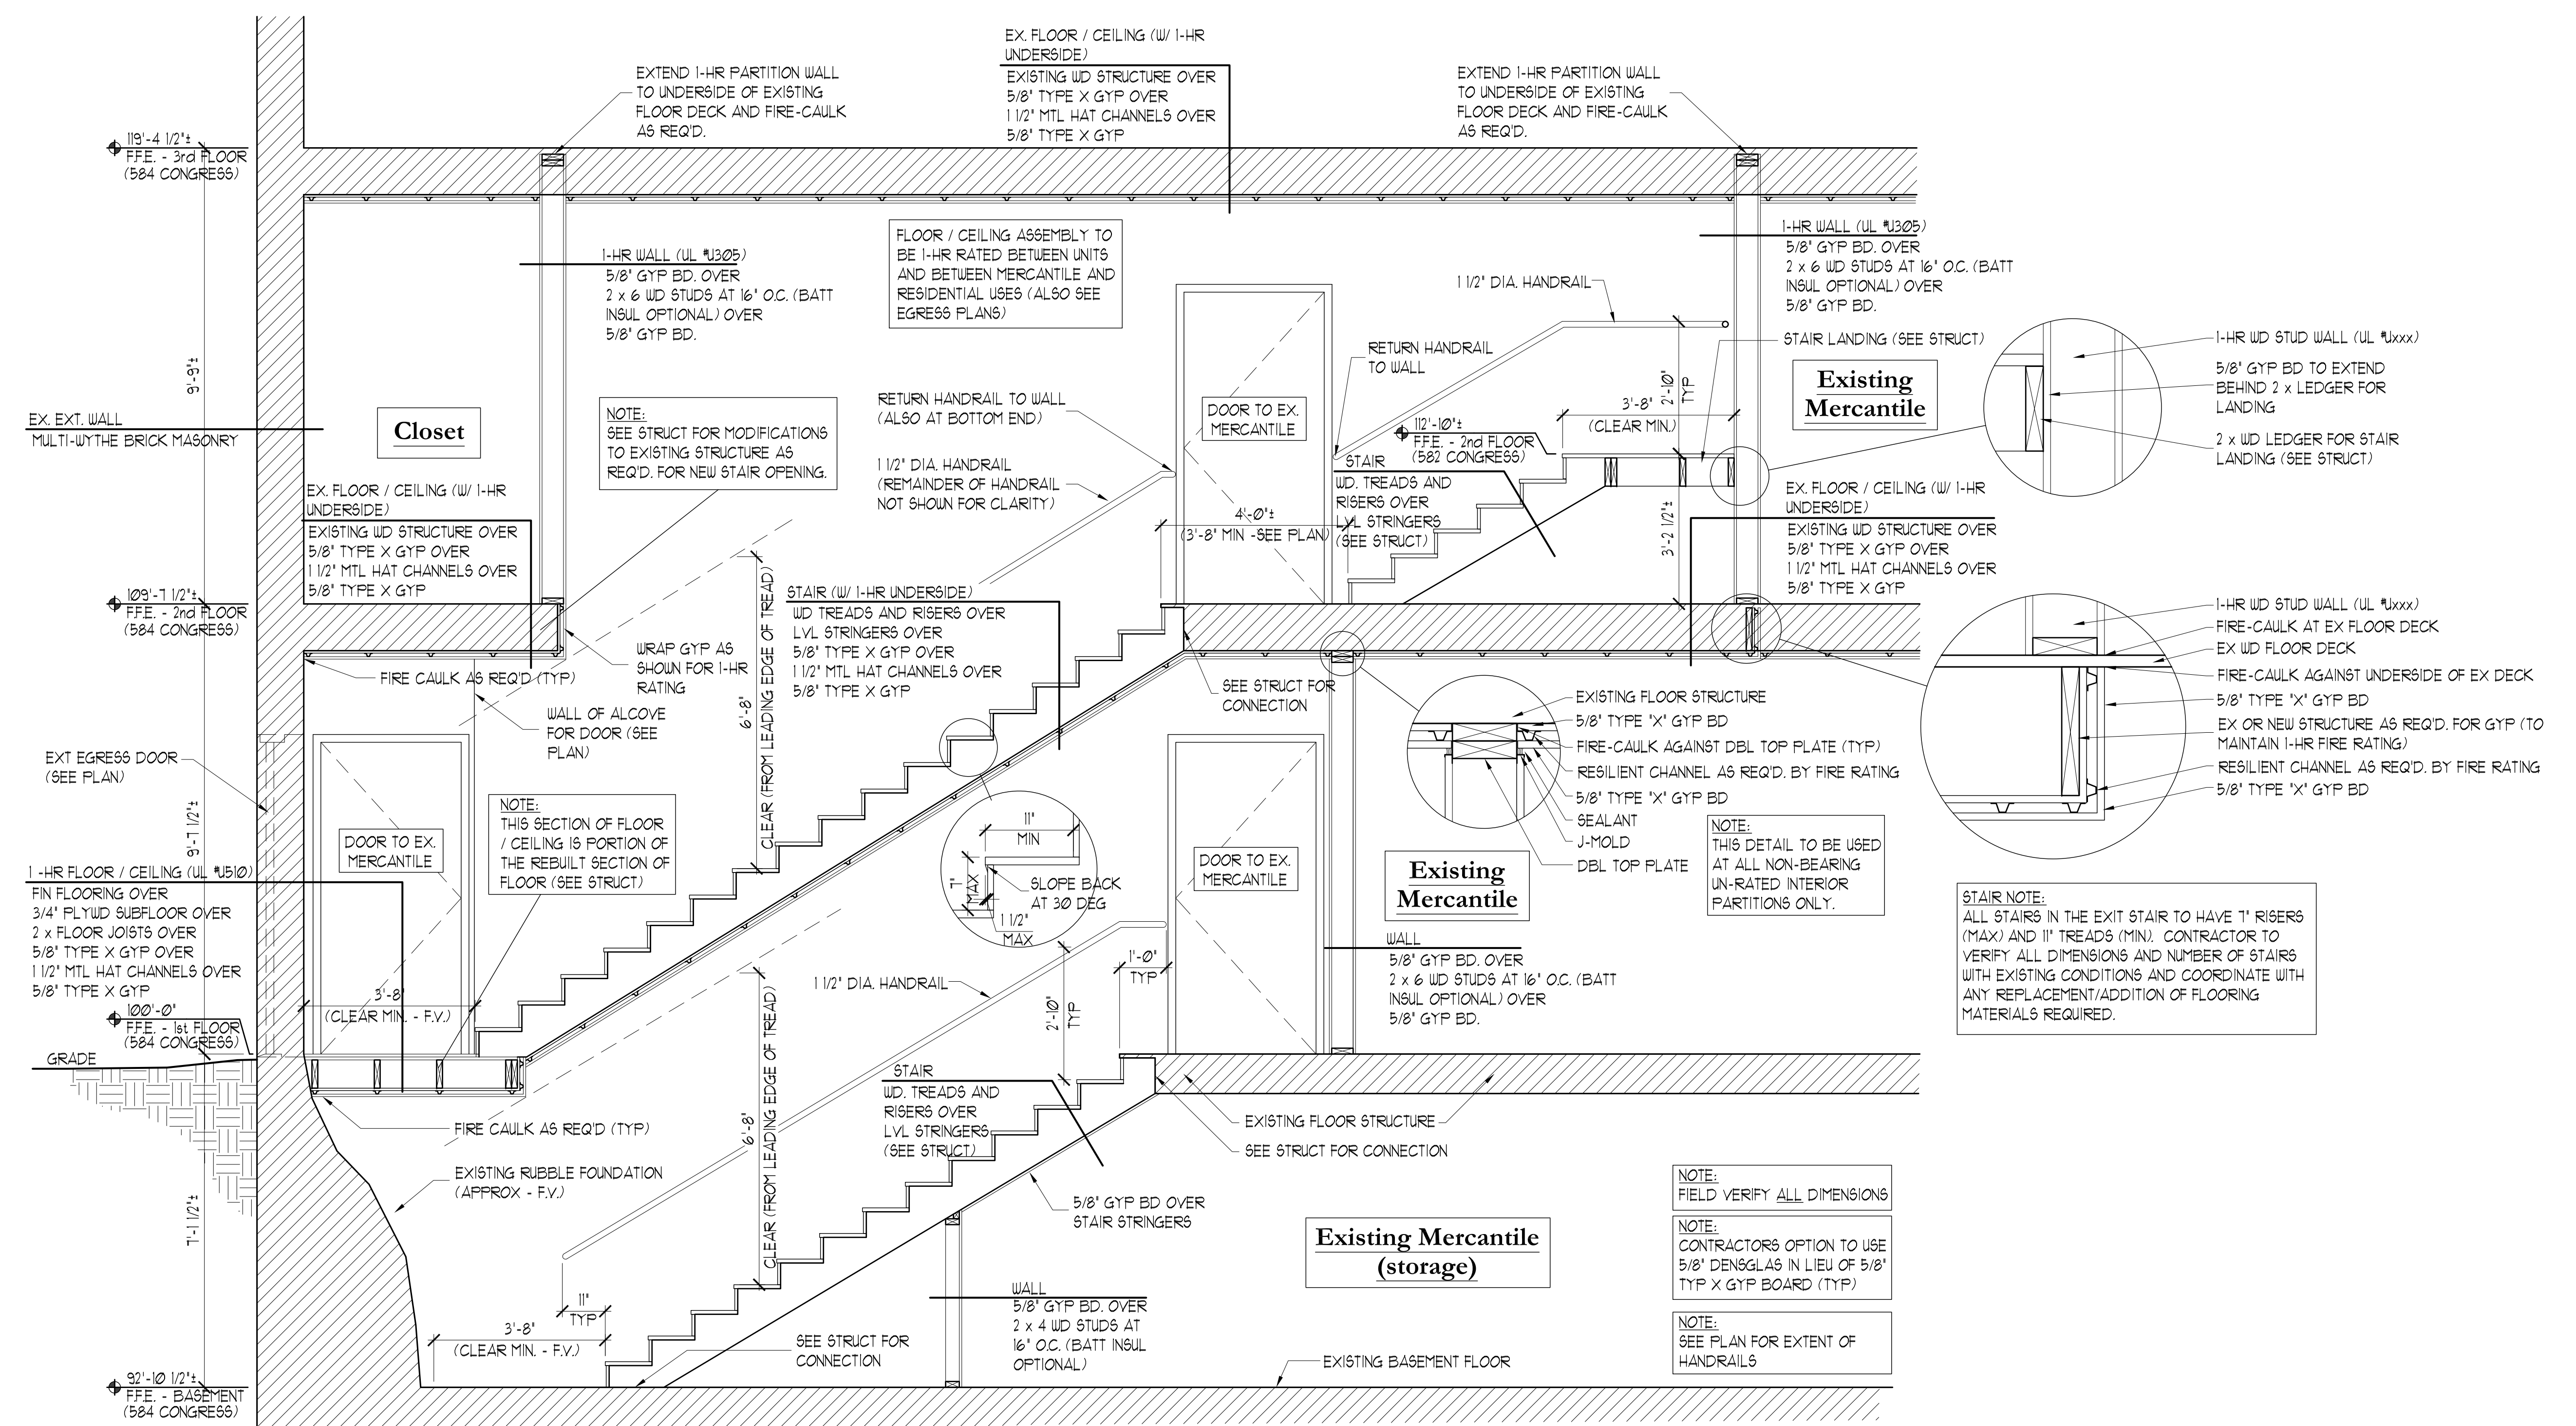 EX. FLOOR / CEILING (W/ 1-HR
UNDERSIDE)
EXISTING WD STRUCTURE OVER
5/8" TYPE X GYP OVER
1 1/2" MTL HAT CHANNELS OVER
5/8" TYPE X GYP
EXTEND 1-HR PARTITION WALL
TO UNDERSIDE OF EXISTING
FLOOR DECK AND FIRE-CAULK
AS REQ'D.
EXTEND 1-HR PARTITION WALL
TO UNDERSIDE OF EXISTING
FLOOR DECK AND FIRE-CAULK
AS REQ'D.
119'-4 1/2"±
F.F.E. - 3rd FLOOR
(584 CONGRESS)
9'-9"±
1-HR WALL (UL #U305)
5/8" GYP BD. OVER
2 x 6 WD STUDS AT 16" O.C. (BATT
INSUL OPTIONAL) OVER
5/8" GYP BD.
FLOOR / CEILING ASSEMBLY TO
BE 1-HR RATED BETWEEN UNITS
AND BETWEEN MERCANTILE AND
RESIDENTIAL USES (ALSO SEE
EGRESS PLANS)
1 1/2" DIA. HANDRAIL
1-HR WALL (UL #U305)
5/8" GYP BD. OVER
2 x 6 WD STUDS AT 16" O.C. (BATT
INSUL OPTIONAL) OVER
5/8" GYP BD.
STAIR LANDING (SEE STRUCT)
RETURN HANDRAIL
TO WALL
2'-10"
TYP
3'-8"
(CLEAR MIN.)
Existing
Mercantile
1-HR WD STUD WALL (UL #Uxxx)
5/8" GYP BD TO EXTEND
BEHIND 2 x LEDGER FOR
LANDING
2 x WD LEDGER FOR STAIR
LANDING (SEE STRUCT)
EX. EXT. WALL
MULTI-WYTHE BRICK MASONRY
Closet
NOTE:
SEE STRUCT FOR MODIFICATIONS
TO EXISTING STRUCTURE AS
REQ'D. FOR NEW STAIR OPENING.
RETURN HANDRAIL TO WALL
(ALSO AT BOTTOM END)
1 1/2" DIA. HANDRAIL
(REMAINDER OF HANDRAIL
NOT SHOWN FOR CLARITY)
DOOR TO EX.
MERCANTILE
112'-10"±
F.F.E. - 2nd FLOOR
(582 CONGRESS)
STAIR
WD. TREADS AND
RISERS OVER
LVL STRINGERS
(SEE STRUCT)
4'-0"±
(3'-8" MIN -SEE PLAN)
3'-2 1/2"±
EX. FLOOR / CEILING (W/ 1-HR
UNDERSIDE)
EXISTING WD STRUCTURE OVER
5/8" TYPE X GYP OVER
1 1/2" MTL HAT CHANNELS OVER
5/8" TYPE X GYP
EX. FLOOR / CEILING (W/ 1-HR
UNDERSIDE)
EXISTING WD STRUCTURE OVER
5/8" TYPE X GYP OVER
1 1/2" MTL HAT CHANNELS OVER
5/8" TYPE X GYP
109'-7 1/2"±
F.F.E. - 2nd FLOOR
(584 CONGRESS)
STAIR (W/ 1-HR UNDERSIDE)
WD TREADS AND RISERS OVER
LVL STRINGERS OVER
5/8" TYPE X GYP OVER
1 1/2" MTL HAT CHANNELS OVER
5/8" TYPE X GYP
6'-8"
CLEAR (FROM LEADING EDGE OF TREAD)
WRAP GYP AS
SHOWN FOR 1-HR
RATING
FIRE CAULK AS REQ'D (TYP)
WALL OF ALCOVE
FOR DOOR (SEE
PLAN)
SEE STRUCT FOR
CONNECTION
1-HR WD STUD WALL (UL #Uxxx)
FIRE-CAULK AT EX FLOOR DECK
EX WD FLOOR DECK
FIRE-CAULK AGAINST UNDERSIDE OF EX DECK
5/8" TYPE "X" GYP BD
EX OR NEW STRUCTURE AS REQ'D. FOR GYP (TO
MAINTAIN 1-HR FIRE RATING)
RESILIENT CHANNEL AS REQ'D. BY FIRE RATING
5/8" TYPE "X" GYP BD
EXISTING FLOOR STRUCTURE
5/8" TYPE "X" GYP BD
FIRE-CAULK AGAINST DBL TOP PLATE (TYP)
RESILIENT CHANNEL AS REQ'D. BY FIRE RATING
5/8" TYPE "X" GYP BD
SEALANT
J-MOLD
DBL TOP PLATE
NOTE:
THIS DETAIL TO BE USED
AT ALL NON-BEARING
UN-RATED INTERIOR
PARTITIONS ONLY.
EXT EGRESS DOOR
(SEE PLAN)
9'-7 1/2"±
DOOR TO EX.
MERCANTILE
NOTE:
THIS SECTION OF FLOOR
/ CEILING IS PORTION OF
THE REBUILT SECTION OF
FLOOR (SEE STRUCT)
11"
MIN
7"
MAX
SLOPE BACK
AT 30 DEG
1 1/2"
MAX
DOOR TO EX.
MERCANTILE
Existing
Mercantile
1 -HR FLOOR / CEILING (UL #U510)
FIN FLOORING OVER
3/4" PLYWD SUBFLOOR OVER
2 x FLOOR JOISTS OVER
5/8" TYPE X GYP OVER
1 1/2" MTL HAT CHANNELS OVER
5/8" TYPE X GYP
STAIR NOTE:
ALL STAIRS IN THE EXIT STAIR TO HAVE 7" RISERS
(MAX) AND 11" TREADS (MIN). CONTRACTOR TO
VERIFY ALL DIMENSIONS AND NUMBER OF STAIRS
WITH EXISTING CONDITIONS AND COORDINATE WITH
ANY REPLACEMENT/ADDITION OF FLOORING
MATERIALS REQUIRED.
WALL
5/8" GYP BD. OVER
2 x 6 WD STUDS AT 16" O.C. (BATT
INSUL OPTIONAL) OVER
5/8" GYP BD.
1'-0"
TYP
1 1/2" DIA. HANDRAIL
2'-10"
TYP
3'-8"
(CLEAR MIN. - F.V.)
100'-0"
F.F.E. - 1st FLOOR
(584 CONGRESS)
GRADE
6'-8"
CLEAR (FROM LEADING EDGE OF TREAD)
STAIR
WD. TREADS AND
RISERS OVER
LVL STRINGERS
(SEE STRUCT)
FIRE CAULK AS REQ'D (TYP)
EXISTING FLOOR STRUCTURE
SEE STRUCT FOR CONNECTION
EXISTING RUBBLE FOUNDATION
(APPROX - F.V.)
7'-1 1/2"±
5/8" GYP BD OVER
STAIR STRINGERS
NOTE:
FIELD VERIFY ALL DIMENSIONS
Existing Mercantile
(storage)
NOTE:
CONTRACTORS OPTION TO USE
5/8" DENSGLAS IN LIEU OF 5/8"
TYP X GYP BOARD (TYP)
11"
TYP
3'-8"
(CLEAR MIN. - F.V.)
WALL
5/8" GYP BD. OVER
2 x 4 WD STUDS AT
16" O.C. (BATT INSUL
OPTIONAL)
SEE STRUCT FOR
CONNECTION
EXISTING BASEMENT FLOOR
NOTE:
SEE PLAN FOR EXTENT OF
HANDRAILS
92'-10 1/2"±
F.F.E. - BASEMENT
(584 CONGRESS)